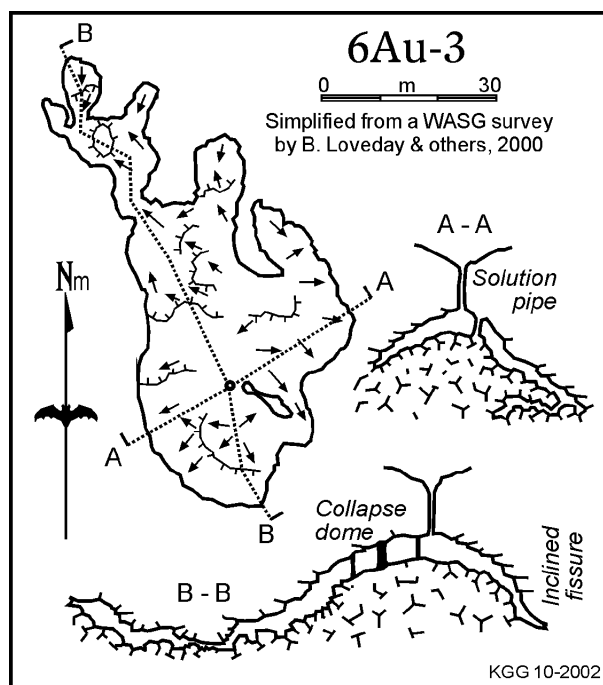 6Au-3
0 m 30
Simplified from a WASG survey
by B. Loveday & others, 2000
B
A - A
Solution
pipe
Nm
A
A
B
Collapse
dome
Inclined
fissure
B - B
KGG 10-2002